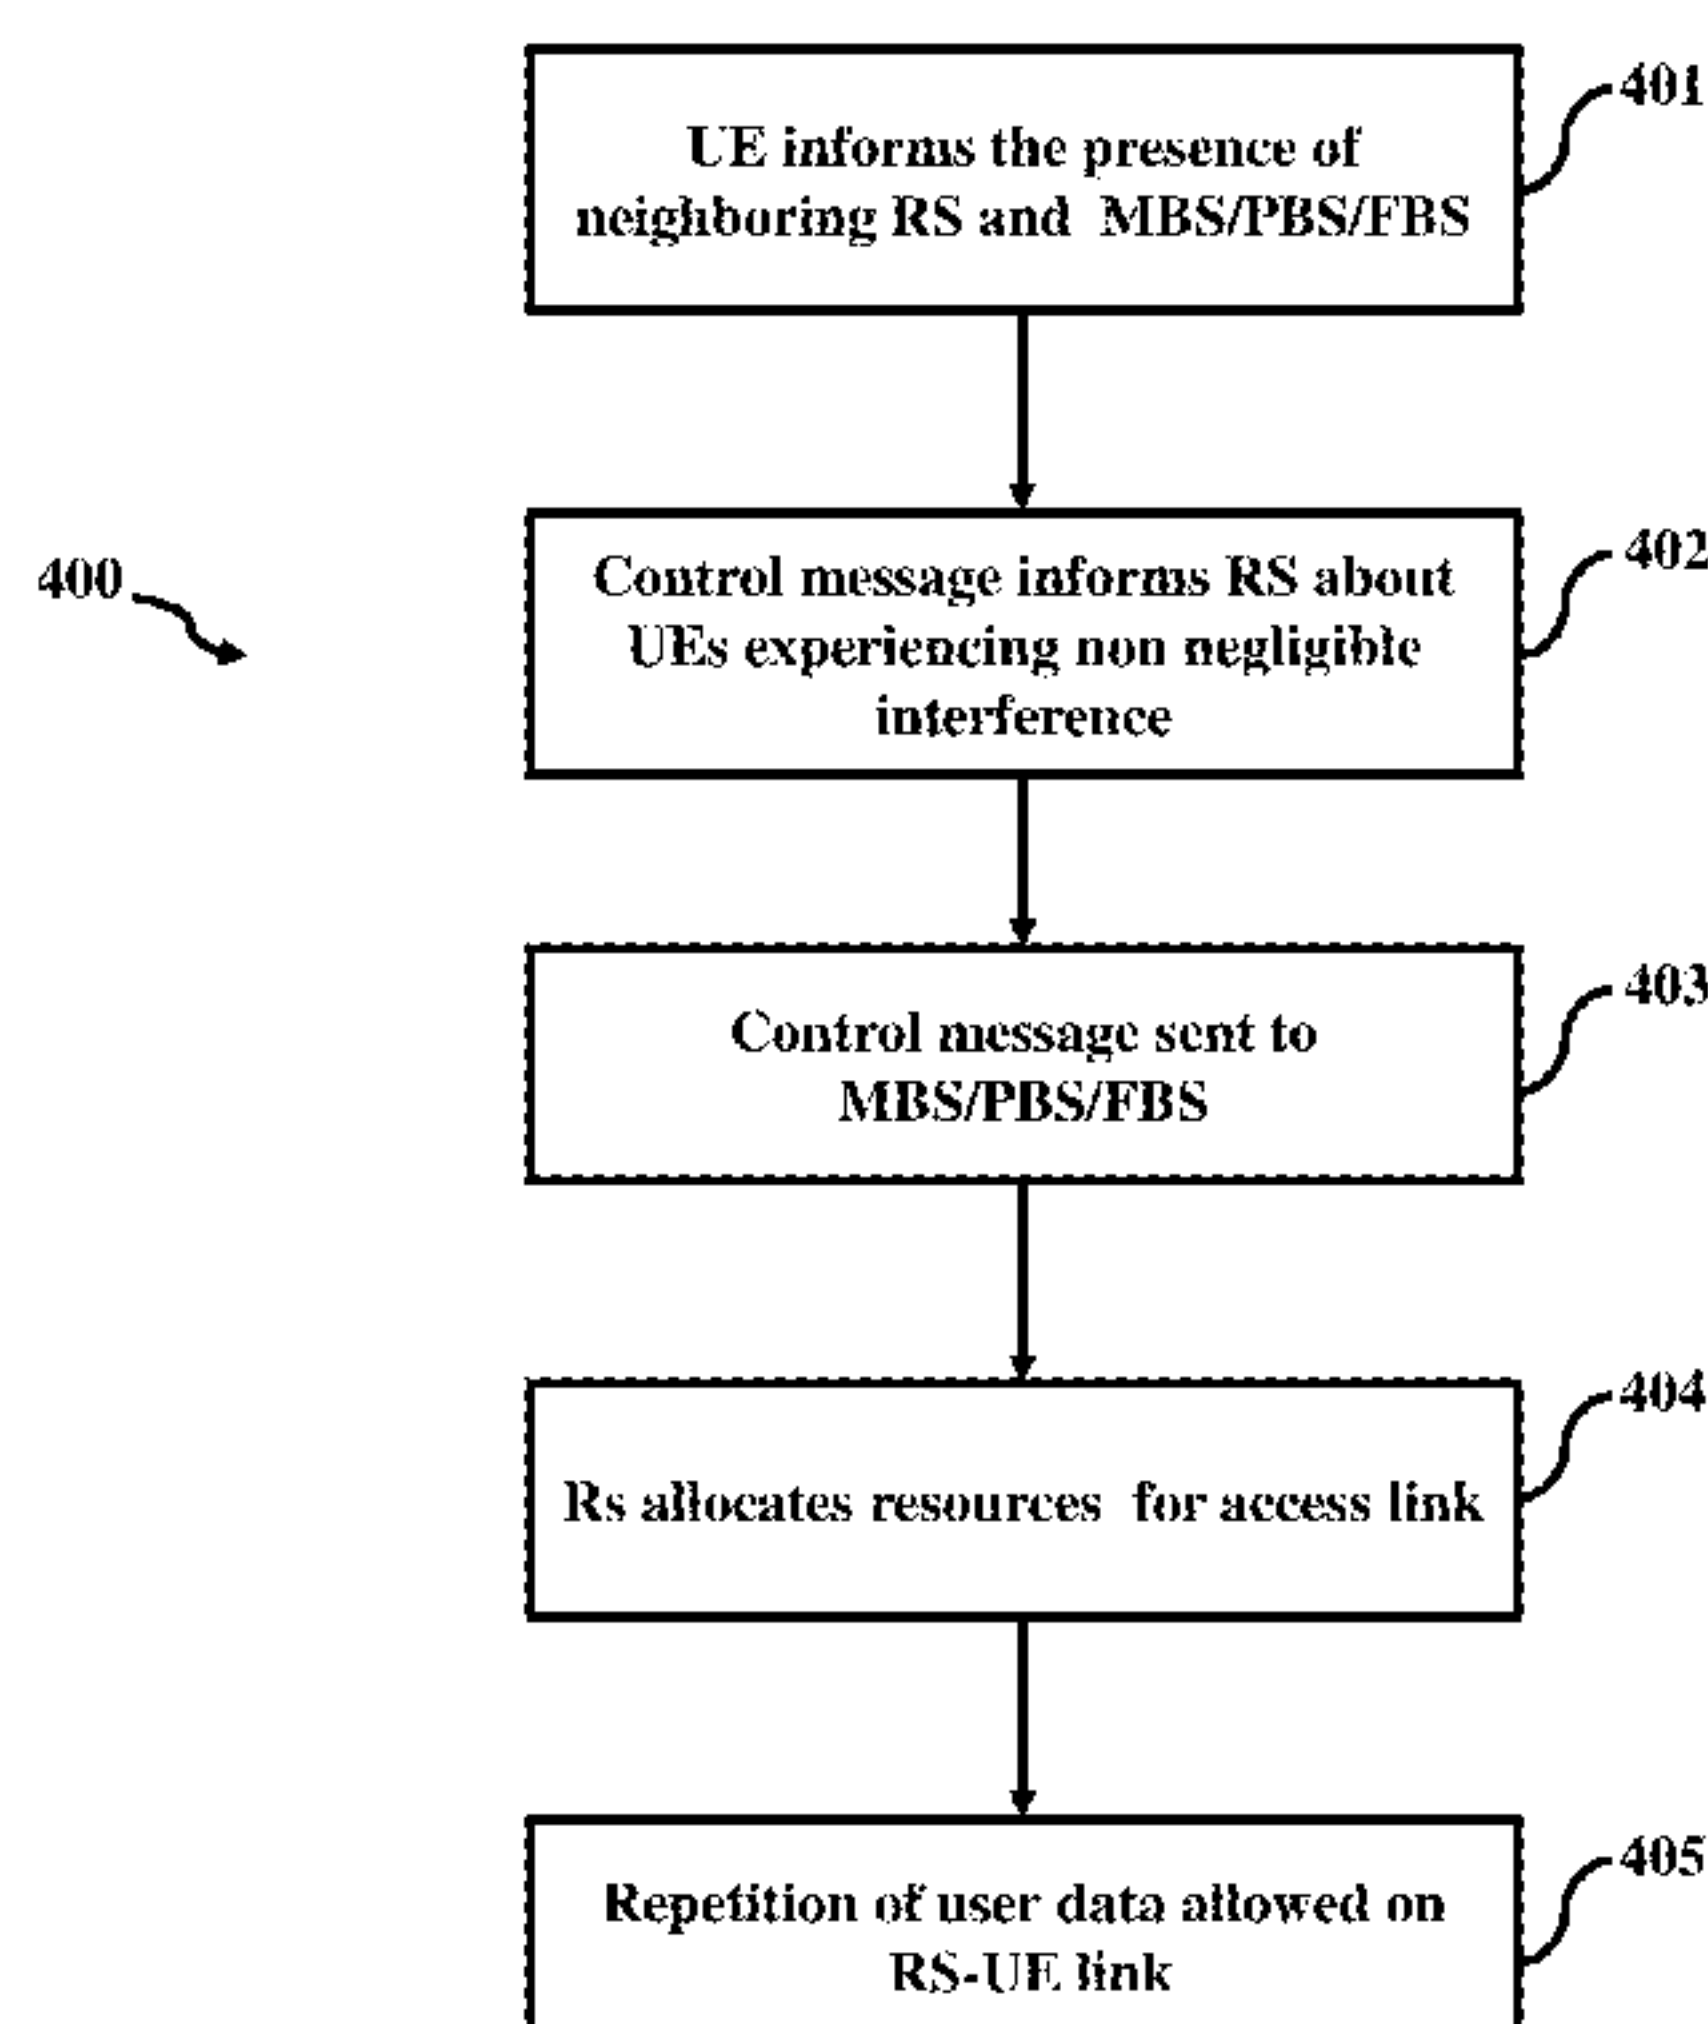 401
UE informs the presence of
neighboring RS and MBS/PBS/FBS
400
402
Control message informs RS about
UEs experiencing non negligible
interference
403
Control message sent to
MBS/PBS/FBS
404
Rs allocates resources for access link
405
Repetition of user data allowed on
RS-UE link